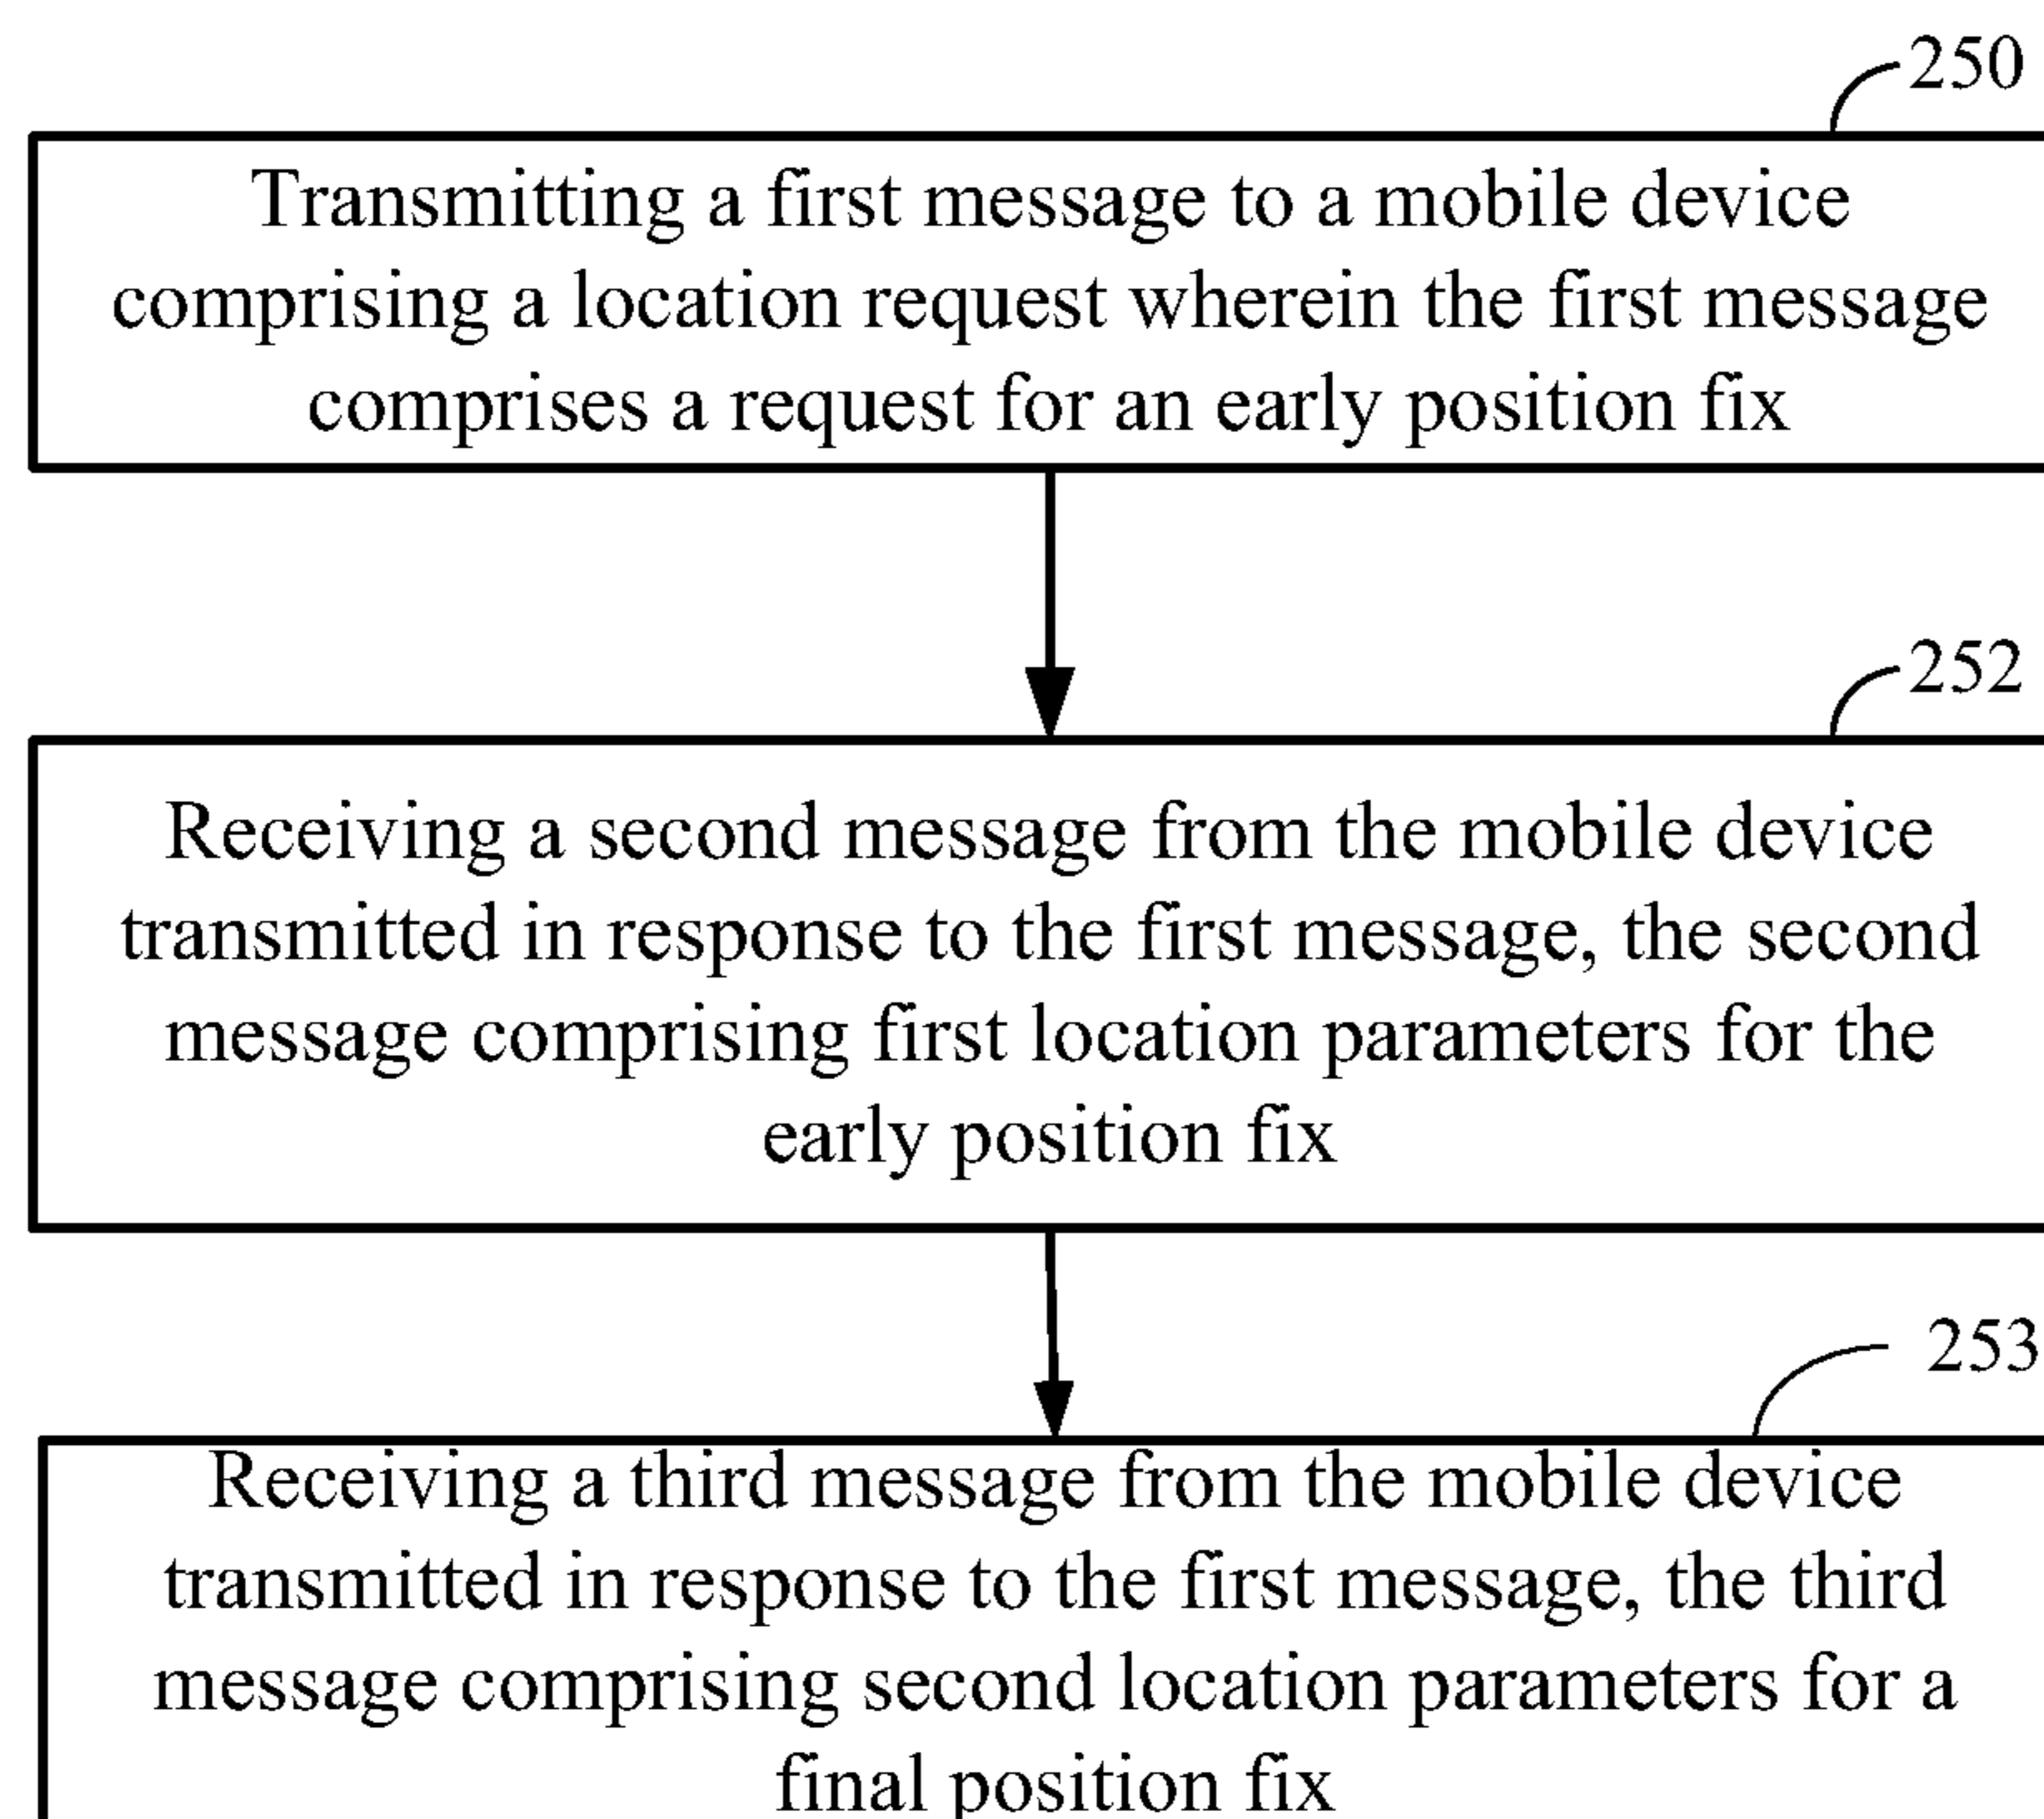 250
Transmitting a first message to a mobile device
comprising a location request wherein the first message
comprises a request for an early position fix
252
Receiving a second message from the mobile device
transmitted in response to the first message, the second
message comprising first location parameters for the
early position fix
253
Receiving a third message from the mobile device
transmitted in response to the first message, the third
message comprising second location parameters for a
final position fix